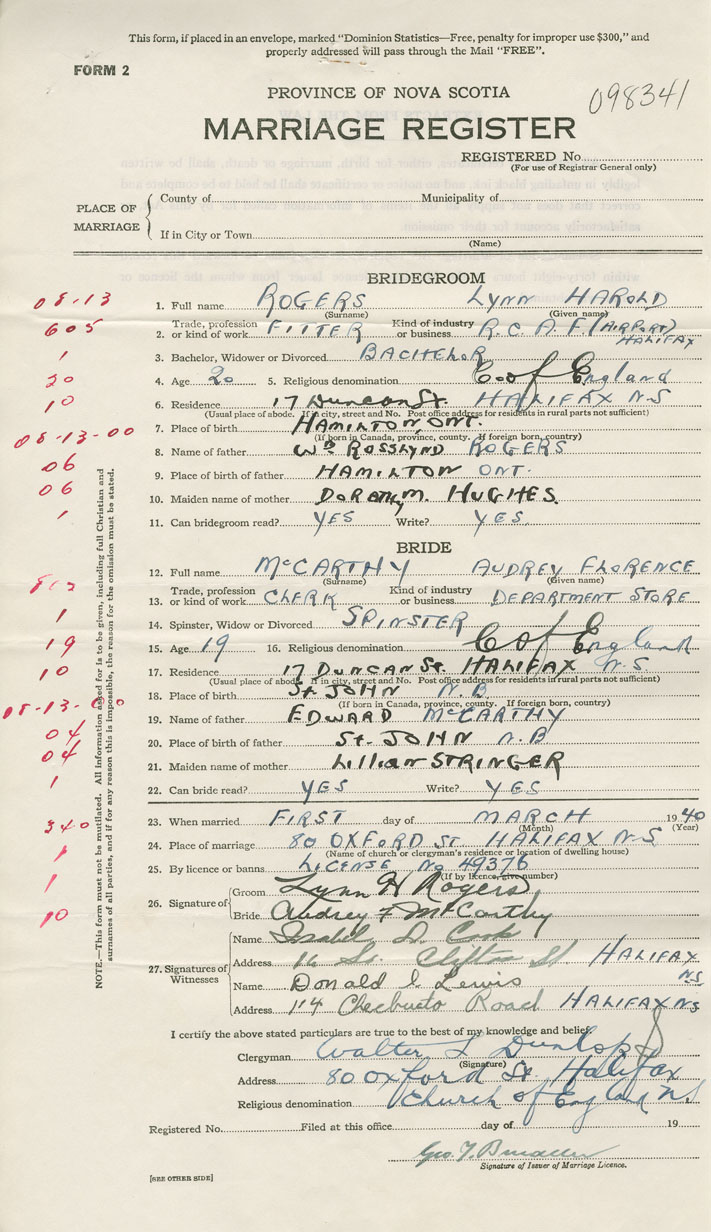 This form, if placed in an envelope, marked "Dominion Statistics—Free, penalty for improper use $300," and
properly addressed will pass through the Mail "FREE".
FORM 2
PROVINCE OF NOVA SCOTIA
098341
MARRIAGE REGISTER
REGISTERED No.
(For use of Registrar General only)
PLACE OF MARRIAGE
County of Municipality of
If in City or Town
(Name)
BRIDEGROOM
08-13
1. Full name ROGERS LYNN HAROLD
(Surname) (Given name)
605
2. Trade, profession or kind of work FITTER Kind of industry or business R.C.A.F. (AIRPORT) HALIFAX
1
3. Bachelor, Widower or Divorced BACHELOR
20
4. Age 20 5. Religious denomination C of England
10
6. Residence 17 Duncan St. HALIFAX N.S
(Usual place of abode. If in city, street and No. Post office address for residents in rural parts not sufficient)
08-13-00
7. Place of birth HAMILTON, ONT.
(If born in Canada, province, county. If foreign born, country)
06
8. Name of father Wm ROSSLYND ROGERS
06
9. Place of birth of father HAMILTON ONT.
10. Maiden name of mother DOROTHY M. HUGHES.
1
11. Can bridegroom read? YES Write? YES
BRIDE
12. Full name McCARTHY AUDREY FLORENCE
(Surname) (Given name)
812
13. Trade, profession or kind of work CLERK Kind of industry or business DEPARTMENT STORE
1
14. Spinster, Widow or Divorced SPINSTER
19
15. Age 19 16. Religious denomination C of England
10
17. Residence 17 DUNCAN St. HALIFAX N.S
(Usual place of abode. If in city, street and No. Post office address for residents in rural parts not sufficient)
08-13-00
18. Place of birth St. JOHN N.B.
(If born in Canada, province, county. If foreign born, country)
04
19. Name of father EDWARD McCARTHY
04
20. Place of birth of father St. JOHN N.B
21. Maiden name of mother LILLIAN STRINGER
1
22. Can bride read? YES Write? YES
340
23. When married FIRST day of MARCH 1940
(Month) (Year)
1
24. Place of marriage 80 OXFORD ST HALIFAX N-S
(Name of church or clergyman's residence or location of dwelling house)
1
25. By licence or banns LICENSE No 49376
(If by licence, give number)
10
26. Signature of
Groom Lynn H Rogers
Bride Audrey F McCarthy
27. Signatures of Witnesses
Name Isabel D. Cook
Address 16 Clifton St HALIFAX NS
Name Donald Lewis
Address 114 Chebucto Road HALIFAX NS
I certify the above stated particulars are true to the best of my knowledge and belief.
Clergyman Walter L Dunlop
(Signature)
Address 80 Oxford St. Halifax
Religious denomination Church of England N.S
Registered No. Filed at this office day of 19
Signature of Issuer of Marriage Licence.
[SEE OTHER SIDE]
NOTE.—This form must not be mutilated. All information asked for is to be given, including full Christian and
surnames of all parties, and if for any reason this is impossible, the reason for the omission must be stated.